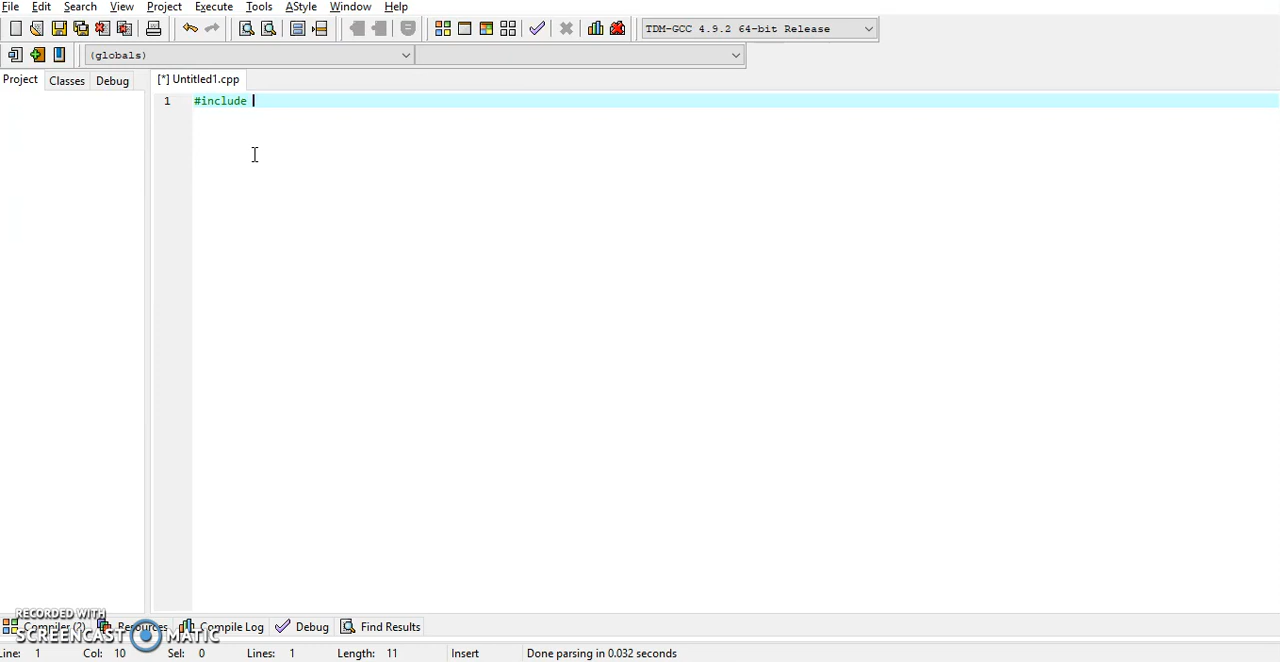 File Edit Search View Project Execute Tools AStyle Window Help
TDM-GCC 4.9.2 64-bit Release
(globals)
Project Classes Debug [*] Untitled1.cpp
1 #include
RECORDED WITH
Compiler (2) Resources Compile Log Debug Find Results
SCREENCAST MATIC
Line: 1 Col: 10 Sel: 0 Lines: 1 Length: 11 Insert Done parsing in 0.032 seconds